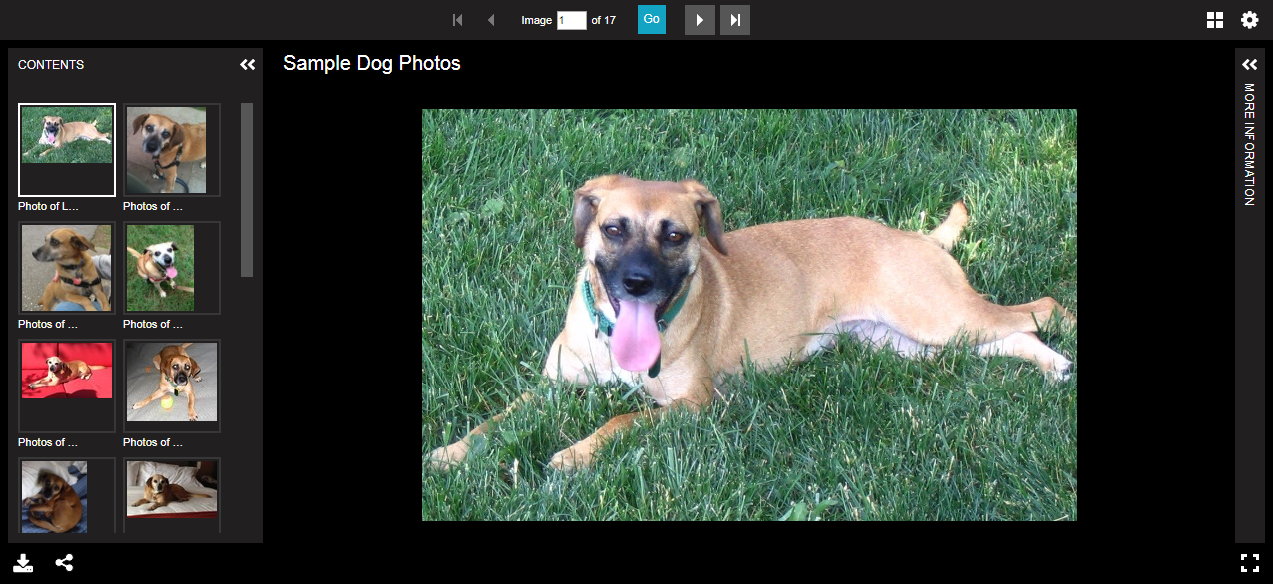 Image 1 of 17 Go
CONTENTS
Sample Dog Photos
MORE INFORMATION
Photo of L...
Photos of ...
Photos of ...
Photos of ...
Photos of ...
Photos of ...